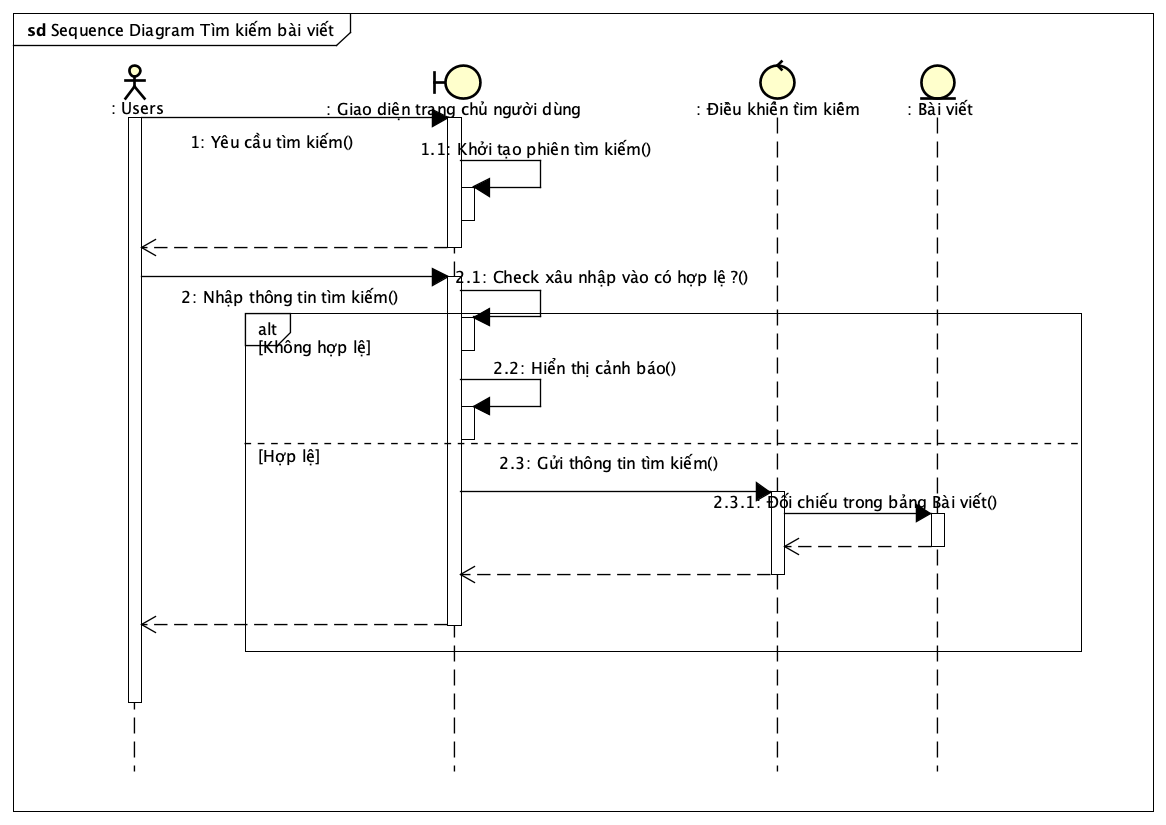 sd Sequence Diagram Tìm kiếm bài viết
: Users
: Giao diện trang chủ người dùng
: Điều khiển tìm kiếm
: Bài viết
1: Yêu cầu tìm kiếm()
1.1: Khởi tạo phiên tìm kiếm()
2.1: Check xâu nhập vào có hợp lệ ?()
2: Nhập thông tin tìm kiếm()
alt
[Không hợp lệ]
2.2: Hiển thị cảnh báo()
[Hợp lệ]
2.3: Gửi thông tin tìm kiếm()
2.3.1: Đối chiếu trong bảng Bài viết()